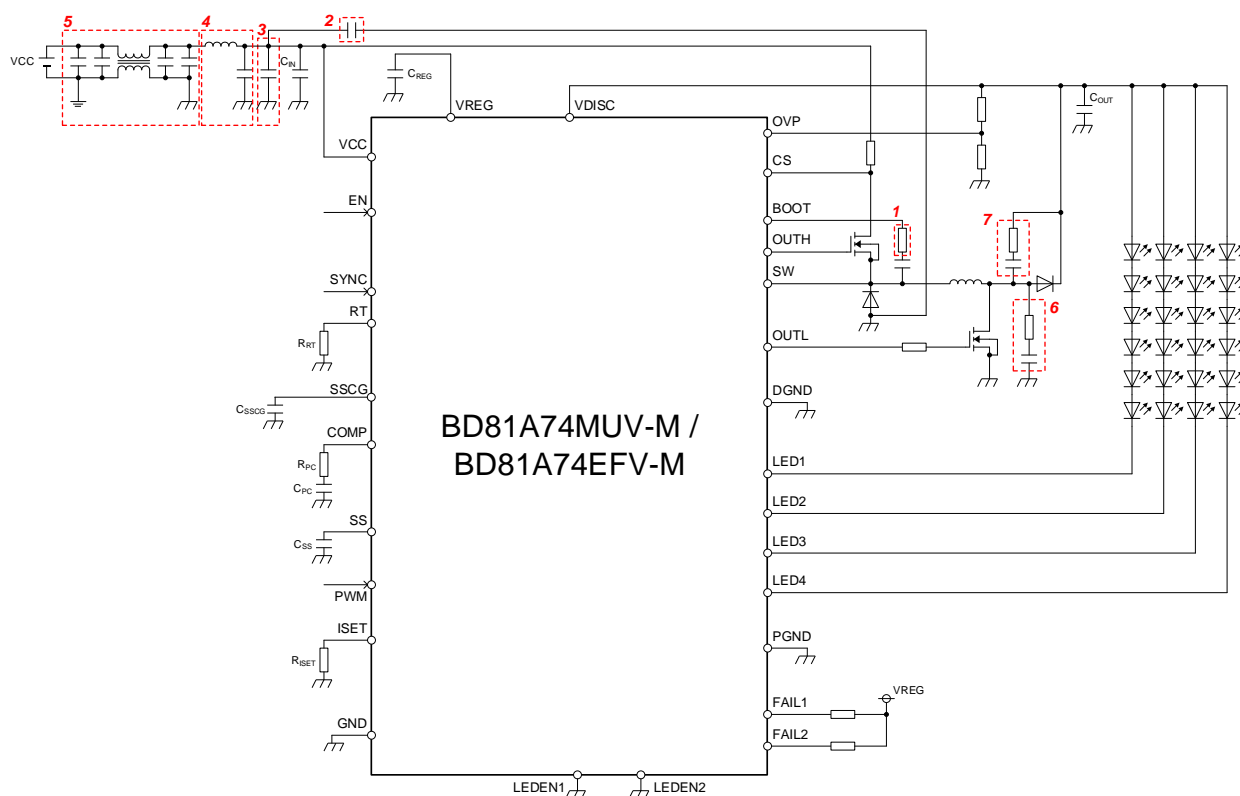 5
4
3
2
VCC
CIN
CREG
VREG
VDISC
COUT
OVP
VCC
CS
EN
BOOT
1
7
OUTH
SW
SYNC
RT
RRT
6
OUTL
SSCG
CSSCG
DGND
COMP
BD81A74MUV-M /
BD81A74EFV-M
RPC
CPC
LED1
SS
CSS
LED2
LED3
PWM
LED4
ISET
RISET
PGND
VREG
FAIL1
GND
FAIL2
LEDEN1
LEDEN2